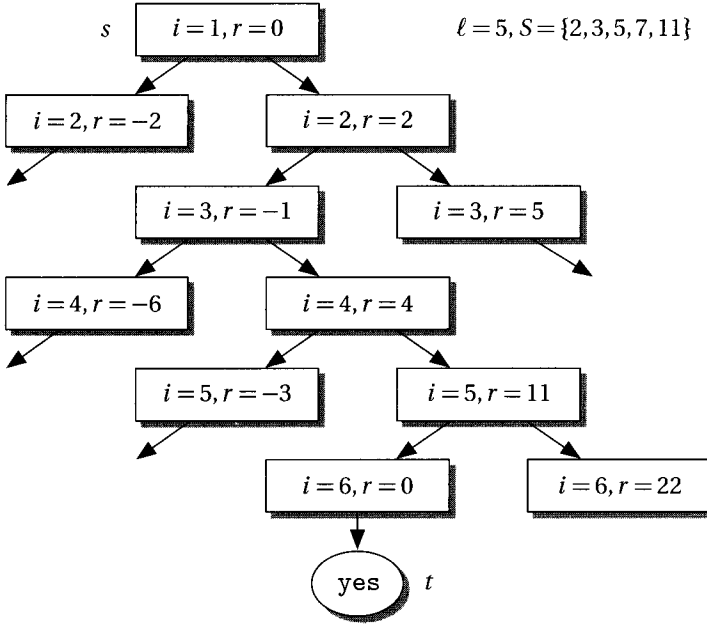 s
i = 1, r = 0
ℓ = 5, S = {2,3,5,7,11}
i = 2, r = −2
i = 2, r = 2
i = 3, r = −1
i = 3, r = 5
i = 4, r = −6
i = 4, r = 4
i = 5, r = −3
i = 5, r = 11
i = 6, r = 0
i = 6, r = 22
yes
t